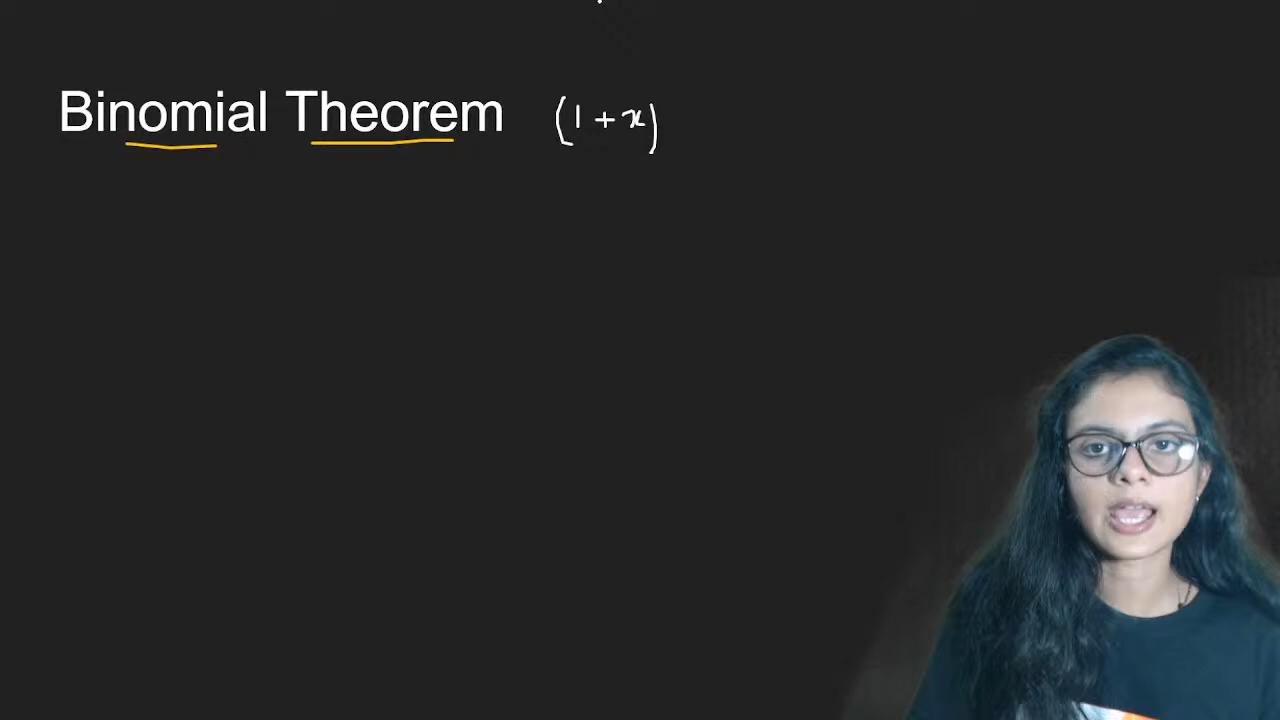 Binomial Theorem (1 + x)